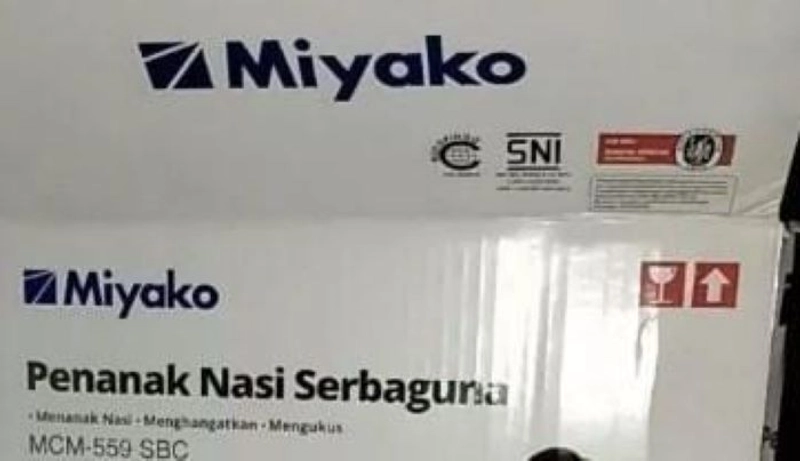 Miyako
SNI
Miyako
Penanak Nasi Serbaguna
• Menanak Nasi • Menghangatkan • Mengukus
MCM-559 SBC